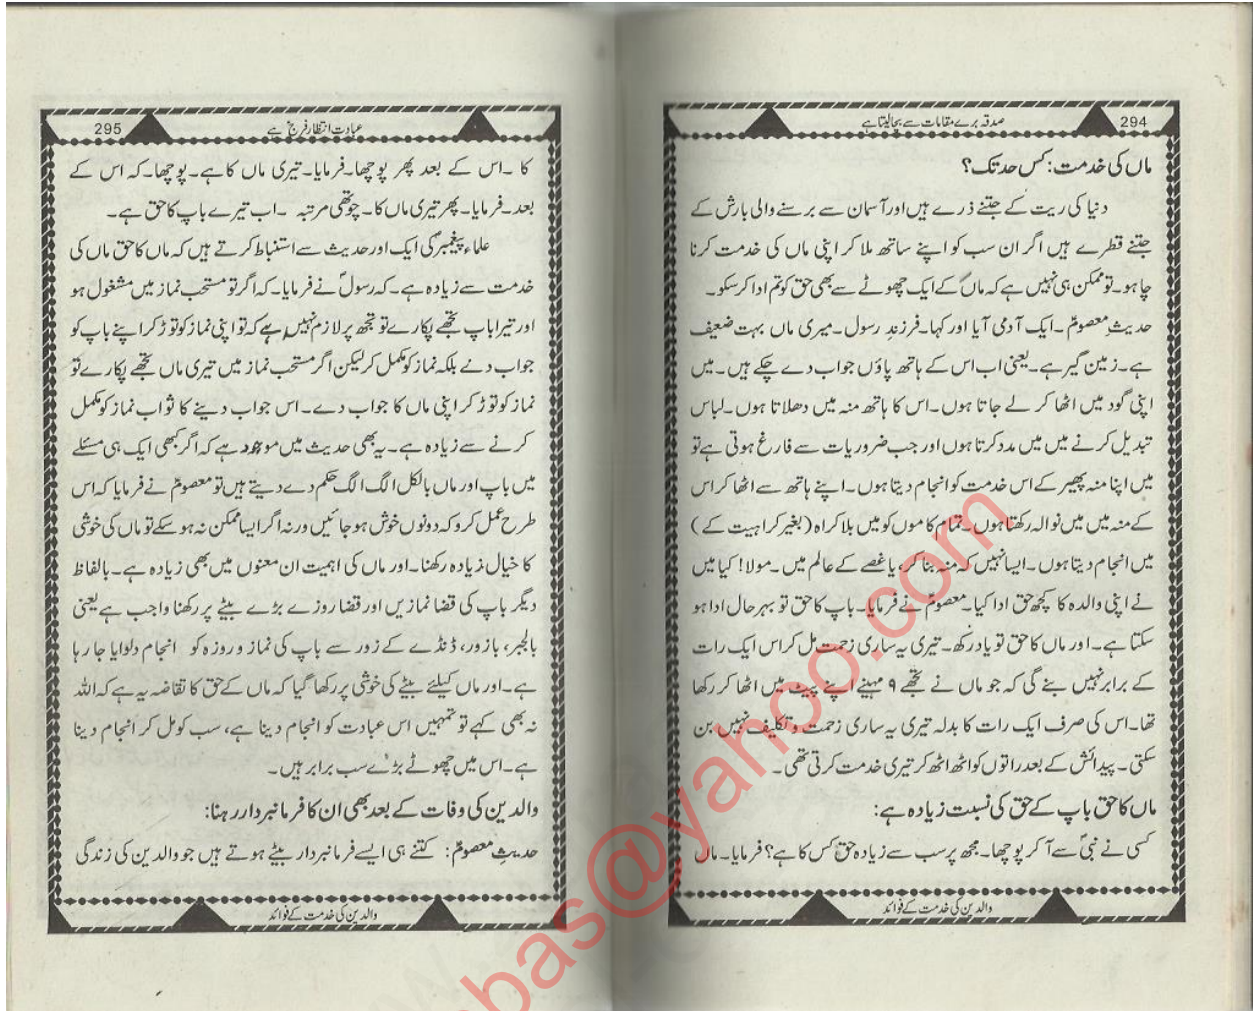 294
صدقہ برے مقامات سے بچالیتا ہے
ماں کی خدمت: کس حد تک؟
دنیا کی ریت کے جتنے ذرے ہیں اور آسمان سے برسنے والی بارش کے
جتنے قطرے ہیں اگر ان سب کو اپنے ساتھ ملا کر اپنی ماں کی خدمت کرنا
چاہو۔ تو ممکن ہی نہیں ہے کہ ماں کے ایک چھوٹے سے بھی حق کو تم ادا کر سکو۔
حدیثِ معصومؑ۔ ایک آدمی آیا اور کہا۔ فرزندِ رسول۔ میری ماں بہت ضعیف
ہے۔ زمین گیر ہے۔ یعنی اب اس کے ہاتھ پاؤں جواب دے چکے ہیں۔ میں
اپنی گود میں اٹھا کر لے جاتا ہوں۔ اس کا ہاتھ منہ میں دھلاتا ہوں۔ لباس
تبدیل کرنے میں میں مدد کرتا ہوں اور جب ضروریات سے فارغ ہوتی ہے تو
میں اپنا منہ پھیر کے اس خدمت کو انجام دیتا ہوں۔ اپنے ہاتھ سے اٹھا کر اس
کے منہ میں میں نوالہ رکھتا ہوں۔ تمام کاموں کو میں بلا کراہ (بغیر کراہیت کے)
میں انجام دیتا ہوں۔ ایسا نہیں کہ منہ بنا کر، یا غصے کے عالم میں۔ مولا! کیا میں
نے اپنی والدہ کا کچھ حق ادا کیا۔ معصومؑ نے فرمایا۔ باپ کا حق تو بہر حال ادا ہو
سکتا ہے۔ اور ماں کا حق تو یاد رکھ۔ تیری یہ ساری زحمت مل کر اس ایک رات
کے برابر نہیں بنے گی کہ جو ماں نے تجھے ۹ مہینے اپنے پیٹ میں اٹھا کر رکھا
تھا۔ اس کی صرف ایک رات کا بدلہ تیری یہ ساری زحمت و تکلیف نہیں بن
سکتی۔ پیدائش کے بعد راتوں کو اٹھ اٹھ کر تیری خدمت کرتی تھی۔
ماں کا حق باپ کے حق کی نسبت زیادہ ہے:
کسی نے نبیؐ سے آکر پوچھا۔ مجھ پر سب سے زیادہ حق کس کا ہے؟ فرمایا۔ ماں
والدین کی خدمت کے فوائد
295
عبادت انتظار فرجؑ ہے
کا ۔ اس کے بعد پھر پوچھا۔ فرمایا۔ تیری ماں کا ہے۔ پوچھا۔ کہ اس کے
بعد۔ فرمایا۔ پھر تیری ماں کا۔ چوتھی مرتبہ ۔ اب تیرے باپ کا حق ہے۔
علماء پیغمبرؐ کی ایک اور حدیث سے استنباط کرتے ہیں کہ ماں کا حق ماں کی
خدمت سے زیادہ ہے۔ کہ رسولؐ نے فرمایا۔ کہ اگر تو مستحب نماز میں مشغول ہو
اور تیرا باپ تجھے پکارے تو تجھ پر لازم نہیں ہے کہ تو اپنی نماز کو توڑ کر اپنے باپ کو
جواب دے بلکہ نماز کو مکمل کر لیکن اگر مستحب نماز میں تیری ماں تجھے پکارے تو
نماز کو توڑ کر اپنی ماں کا جواب دے۔ اس جواب دینے کا ثواب نماز کو مکمل
کرنے سے زیادہ ہے۔ یہ بھی حدیث میں موجود ہے کہ اگر کبھی ایک ہی مسئلے
میں باپ اور ماں بالکل الگ الگ حکم دے دیتے ہیں تو معصومؑ نے فرمایا کہ اس
طرح عمل کرو کہ دونوں خوش ہو جائیں ورنہ اگر ایسا ممکن نہ ہو سکے تو ماں کی خوشی
کا خیال زیادہ رکھنا۔ اور ماں کی اہمیت ان معنوں میں بھی زیادہ ہے۔ بالفاظ
دیگر باپ کی قضا نمازیں اور قضا روزے بڑے بیٹے پر رکھنا واجب ہے یعنی
بالجبر، بازور، ڈنڈے کے زور سے باپ کی نماز و روزہ کو انجام دلوایا جا رہا
ہے۔ اور ماں کیلئے بیٹے کی خوشی پر رکھا گیا کہ ماں کے حق کا تقاضہ یہ ہے کہ اللہ
نہ بھی کہے تو تمہیں اس عبادت کو انجام دینا ہے، سب کو مل کر انجام دینا
ہے۔ اس میں چھوٹے بڑے سب برابر ہیں۔
والدین کی وفات کے بعد بھی ان کا فرمانبردار رہنا:
حدیثِ معصومؑ: کتنے ہی ایسے فرمانبردار بیٹے ہوتے ہیں جو والدین کی زندگی
والدین کی خدمت کے فوائد
bas@yahoo.com